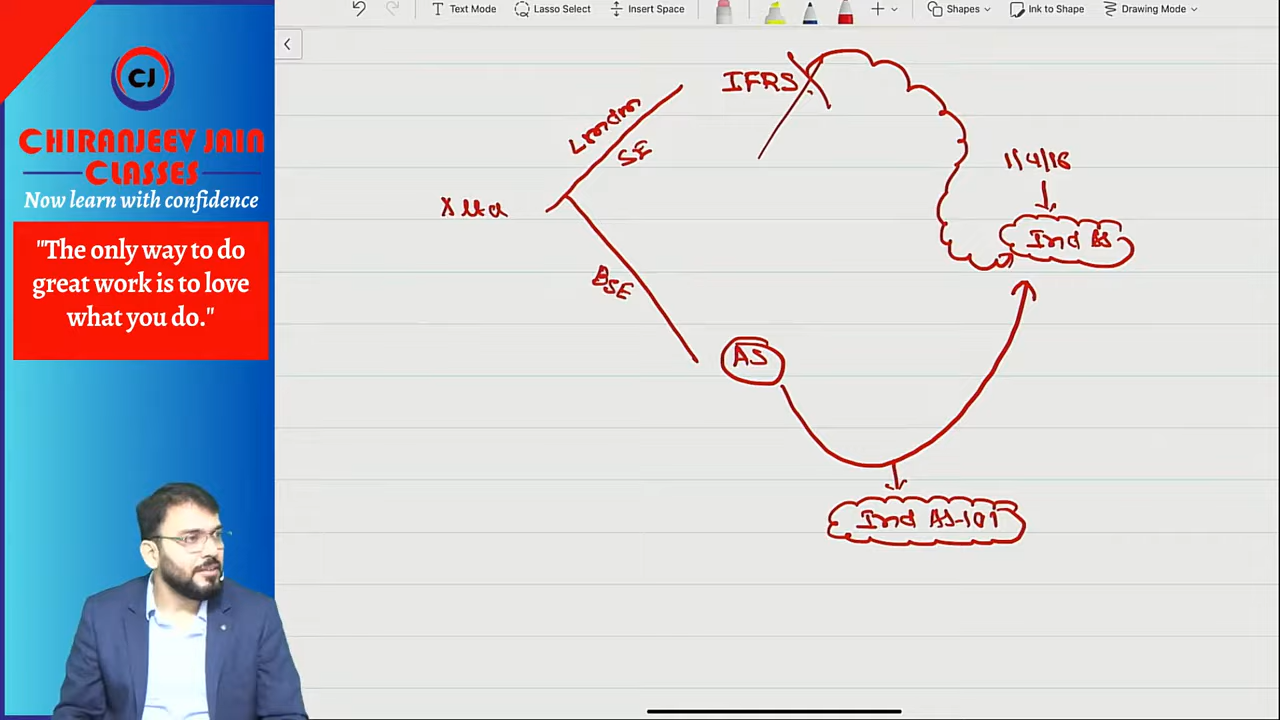 Text Mode
Lasso Select
Insert Space
Shapes
Ink to Shape
Drawing Mode
CJ
CHIRANJEEV JAIN
CLASSES
Now learn with confidence
"The only way to do
great work is to love
what you do."
IFRS
London
SE
1/4/16
X Ltd
Ind AS
BSE
AS
Ind AS-101